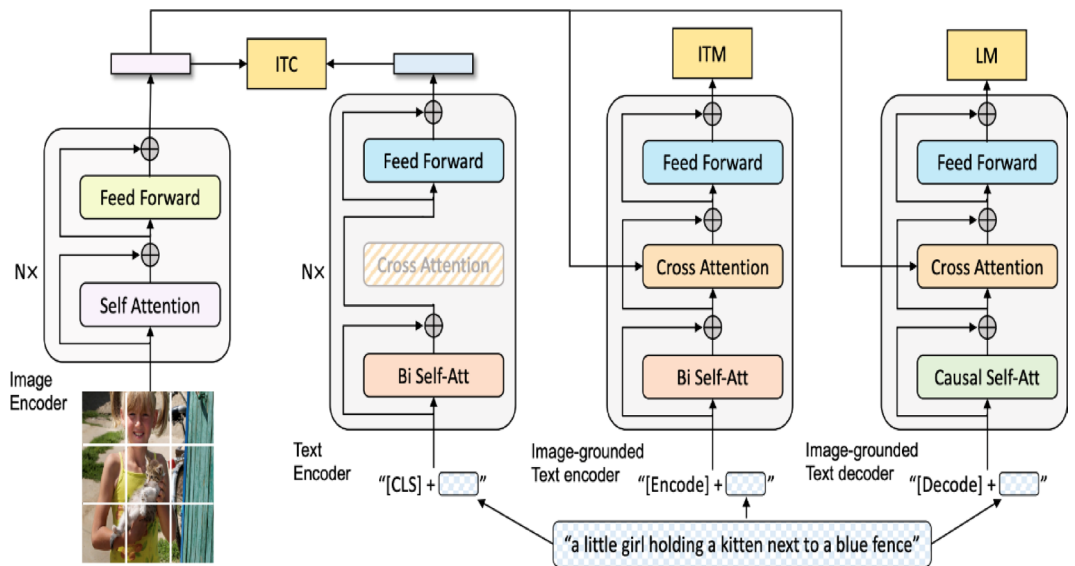 ITC
ITM
LM
Feed Forward
Self Attention
N×
Image
Encoder
Feed Forward
Cross Attention
Bi Self-Att
N×
Text
Encoder
"[CLS] + "
Feed Forward
Cross Attention
Bi Self-Att
Image-grounded
Text encoder
"[Encode] + "
Feed Forward
Cross Attention
Causal Self-Att
Image-grounded
Text decoder
"[Decode] + "
"a little girl holding a kitten next to a blue fence"